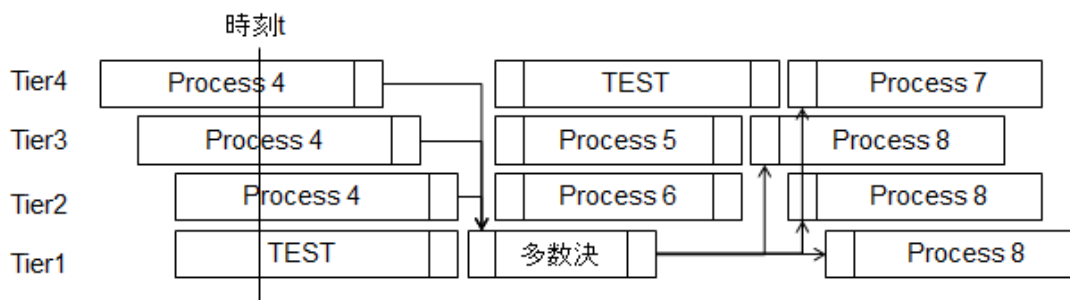 時刻t
Tier4 Process 4 TEST Process 7
Tier3 Process 4 Process 5 Process 8
Tier2 Process 4 Process 6 Process 8
Tier1 TEST 多数決 Process 8